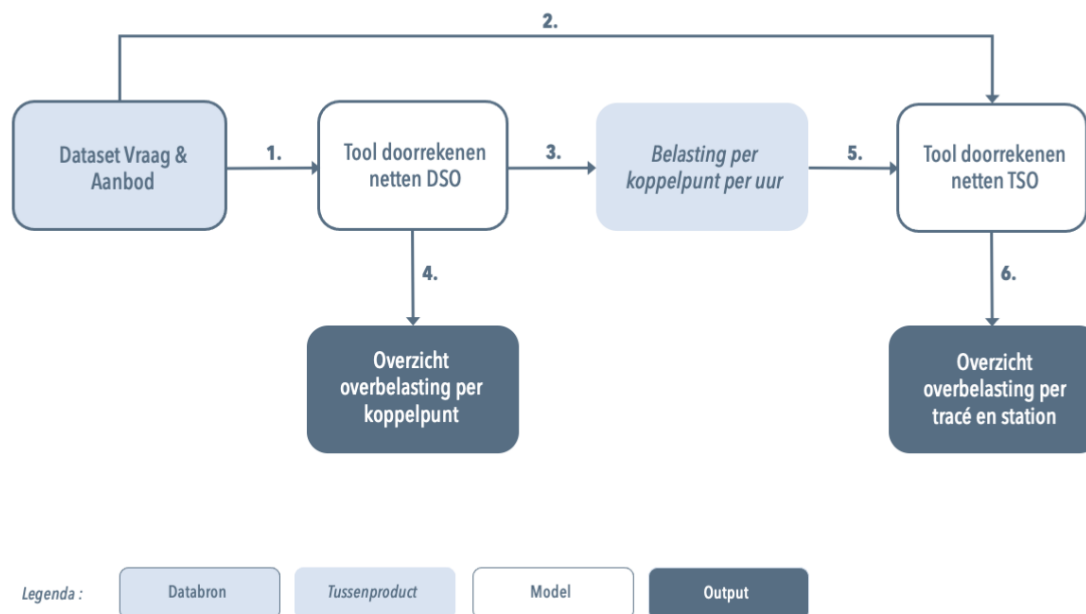 2.
Dataset Vraag &
Aanbod
1.
Tool doorrekenen
netten DSO
3.
Belasting per
koppelpunt per uur
5.
Tool doorrekenen
netten TSO
4.
6.
Overzicht
overbelasting per
koppelpunt
Overzicht
overbelasting per
tracé en station
Legenda :
Databron
Tussenproduct
Model
Output